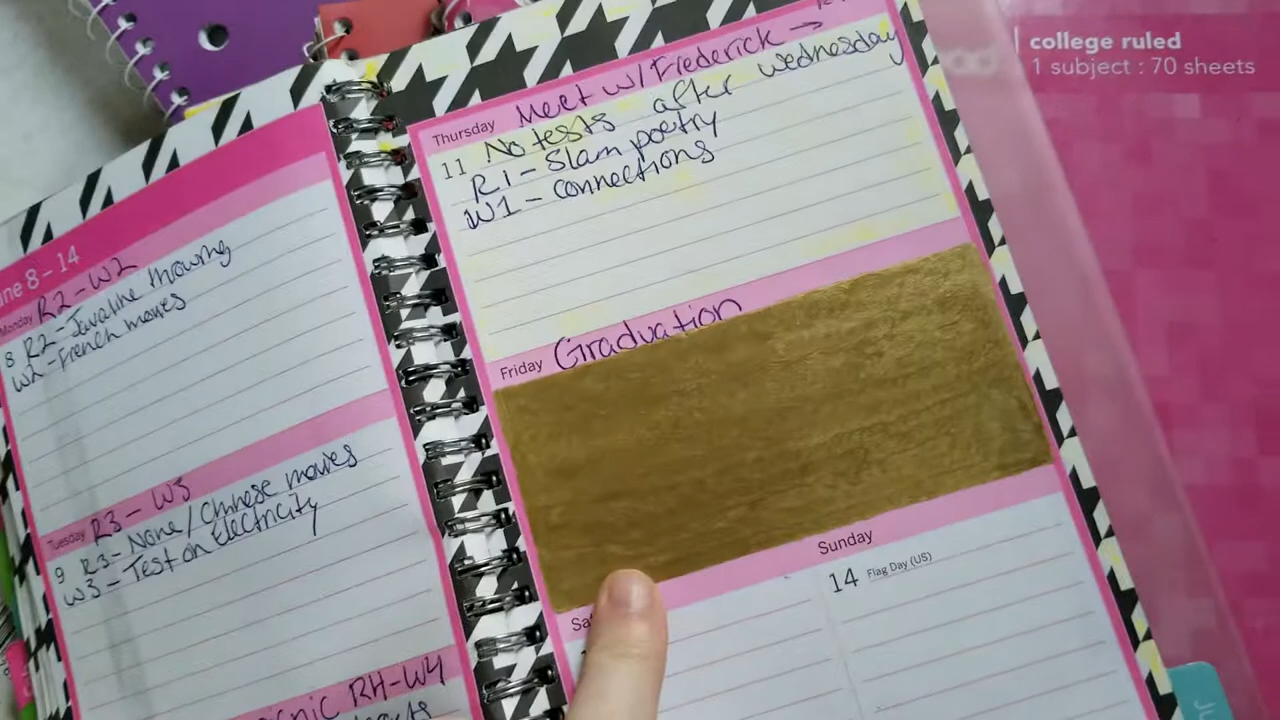 college ruled
1 subject : 70 sheets
June 8 - 14
Monday R2 - W2
8 R2 - Javaline throwing
W2 - French movies
Tuesday R3 - W3
9 R3 - None / Chinese movies
W3 - Test on Electricity
RH - W4
Thursday Meet w/ Frederick →
11 No tests after wednesday
R1 - Slam poetry
W1 - connections
Friday Graduation
Sunday
14 Flag Day (US)